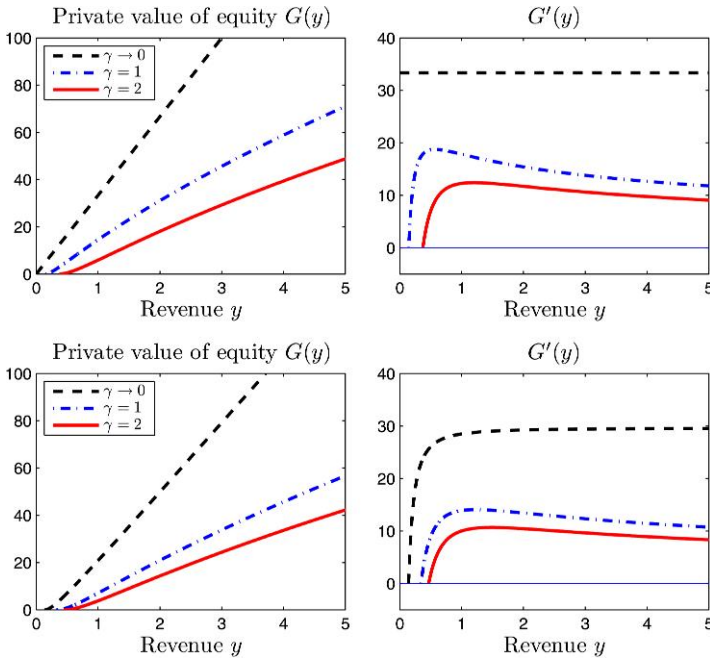 Private value of equity G(y)
100
80
60
40
20
0
γ → 0
γ = 1
γ = 2
0 1 2 3 4 5
Revenue y
G′(y)
40
30
20
10
0
0 1 2 3 4 5
Revenue y
Private value of equity G(y)
100
80
60
40
20
0
γ → 0
γ = 1
γ = 2
0 1 2 3 4 5
Revenue y
G′(y)
40
30
20
10
0
0 1 2 3 4 5
Revenue y